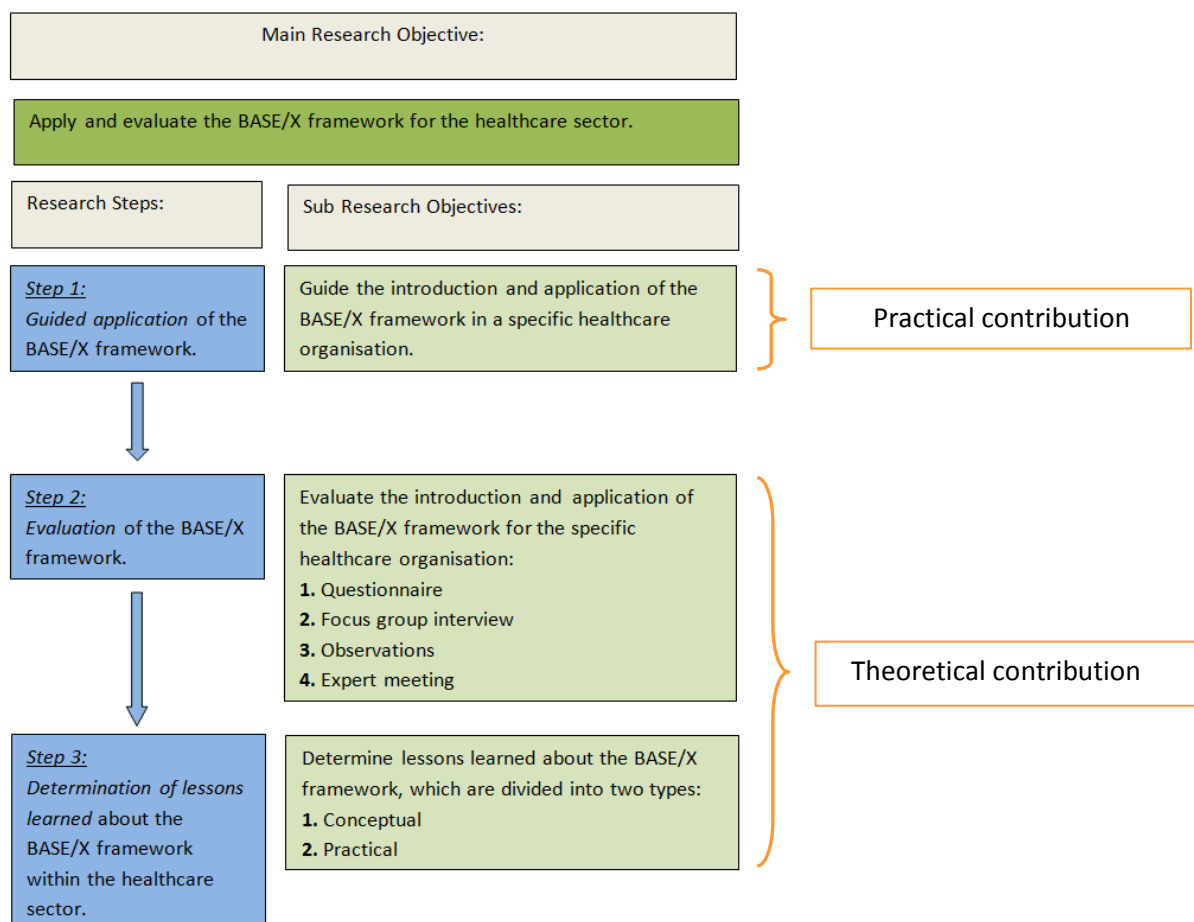 Main Research Objective:
Apply and evaluate the BASE/X framework for the healthcare sector.
Research Steps:
Sub Research Objectives:
Step 1:
Guided application of the
BASE/X framework.
Guide the introduction and application of the
BASE/X framework in a specific healthcare
organisation.
Practical contribution
Step 2:
Evaluation of the BASE/X
framework.
Evaluate the introduction and application of
the BASE/X framework for the specific
healthcare organisation:
1. Questionnaire
2. Focus group interview
3. Observations
4. Expert meeting
Theoretical contribution
Step 3:
Determination of lessons
learned about the
BASE/X framework
within the healthcare
sector.
Determine lessons learned about the BASE/X
framework, which are divided into two types:
1. Conceptual
2. Practical